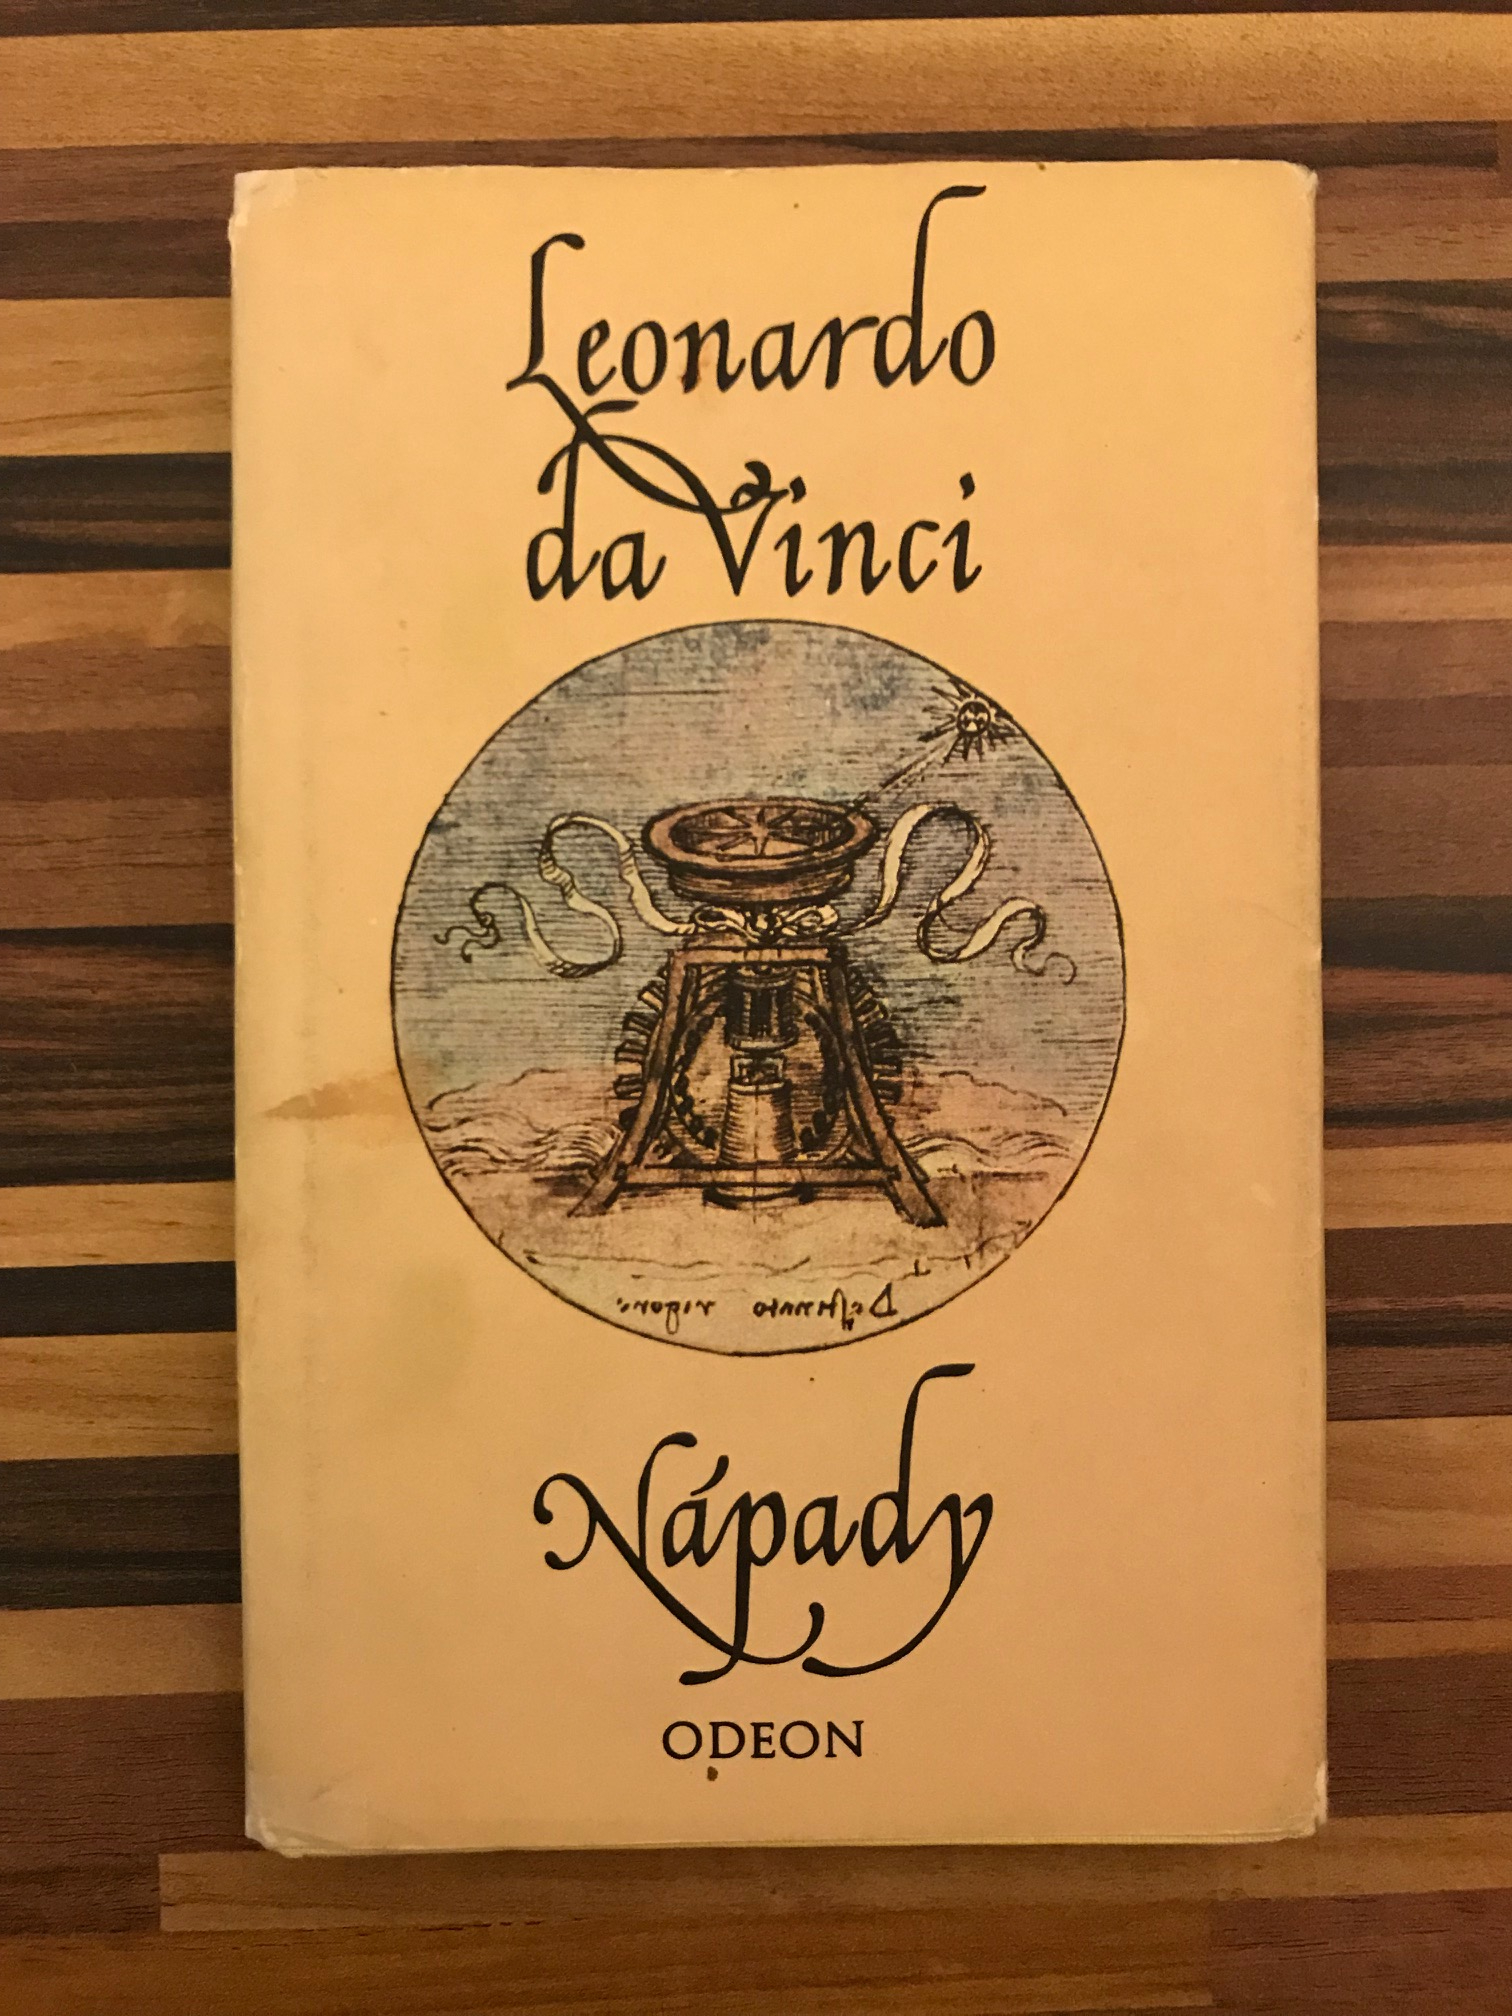 Leonardo
da Vinci
Nápady
ODEON